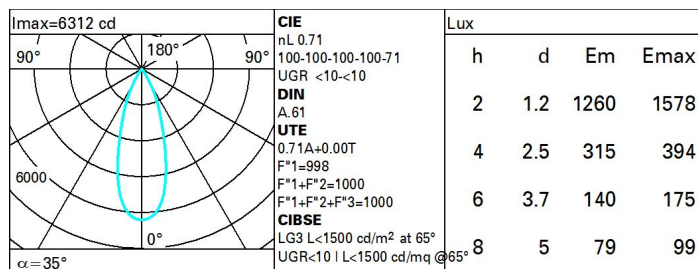 Imax=6312 cd
90° 180° 90°
6000
0°
α=35°
CIE
nL 0.71
100-100-100-100-71
UGR <10-<10
DIN
A.61
UTE
0.71A+0.00T
F"1=998
F"1+F"2=1000
F"1+F"2+F"3=1000
CIBSE
LG3 L<1500 cd/m² at 65°
UGR<10 | L<1500 cd/mq @65°
Lux
h d Em Emax
2 1.2 1260 1578
4 2.5 315 394
6 3.7 140 175
8 5 79 99